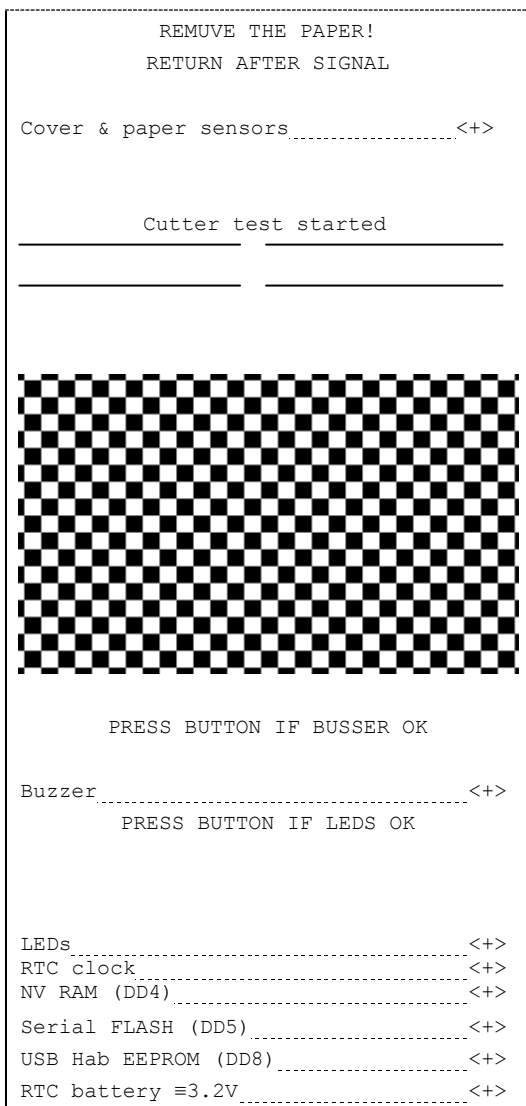 REMUVE THE PAPER!
RETURN AFTER SIGNAL
Cover & paper sensors <+>
Cutter test started
PRESS BUTTON IF BUSSER OK
Buzzer <+>
PRESS BUTTON IF LEDS OK
LEDs <+>
RTC clock <+>
NV RAM (DD4) <+>
Serial FLASH (DD5) <+>
USB Hab EEPROM (DD8) <+>
RTC battery ≡3.2V <+>